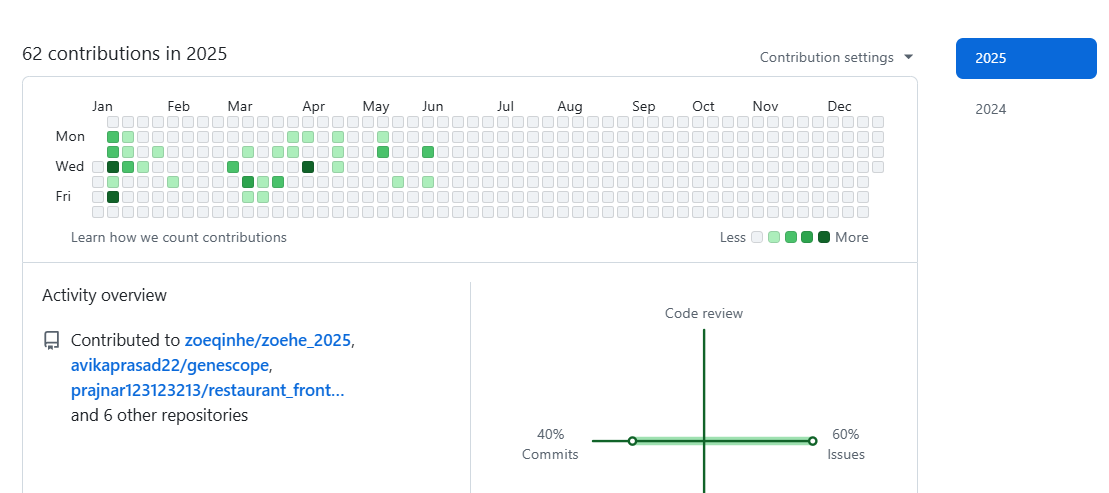 62 contributions in 2025
Contribution settings
2025
2024
Jan Feb Mar Apr May Jun Jul Aug Sep Oct Nov Dec
Mon
Wed
Fri
Learn how we count contributions
Less More
Activity overview
Contributed to zoeqinhe/zoehe_2025,
avikaprasad22/genescope,
prajnar123123213/restaurant_front…
and 6 other repositories
Code review
40%
Commits
60%
Issues